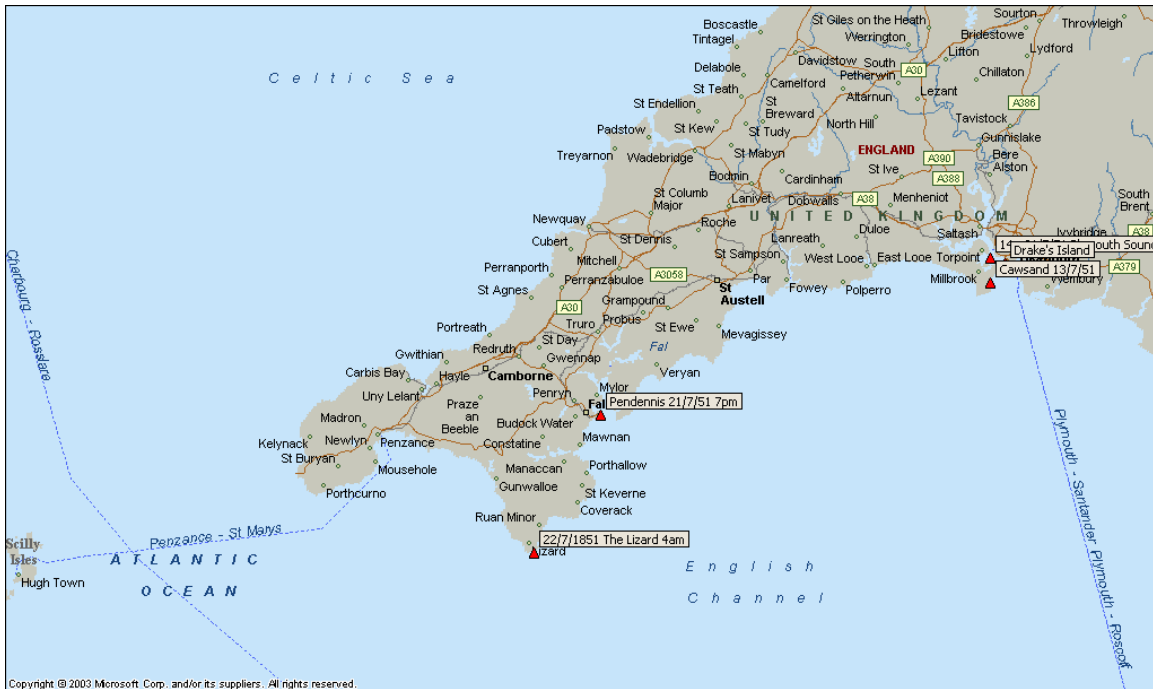 Celtic Sea
Boscastle
Tintagel
St Giles on the Heath
Werrington
Sourton
Bridestowe
Throwleigh
Lifton
Lydford
Delabole
Davidstow
South
Petherwin
A30
Chillaton
Camelford
St Teath
Altarnun
Lezant
A386
St Endellion
St
Breward
Tavistock
Padstow
St Kew
St Tudy
North Hill
Gunnislake
Treyarnon
Wadebridge
St Mabyn
ENGLAND
A390
Bere
Alston
St Ive
A388
Bodmin
Cardinham
St Columb
Major
Lanivet
Dobwalls
A38
Menheniot
South
Brent
UNITED KINGDOM
Newquay
Roche
Duloe
Saltash
Ivybridge
A38
Cubert
St Dennis
Lanreath
Drake's Island
Mitchell
St Sampson
West Looe
East Looe
Torpoint
A379
Perranporth
Perranzabuloe
A3058
Par
Millbrook
Cawsand 13/7/51
Wembury
St Agnes
Grampound
St
Austell
Fowey
Polperro
A30
Probus
Truro
St Ewe
Mevagissey
Portreath
St Day
Fal
Redruth
Gwithian
Gwennap
Veryan
Carbis Bay
Hayle
Camborne
Mylor
Uny Lelant
Penryn
Pendennis 21/7/51 7pm
Praze
an
Beeble
Madron
Budock Water
Kelynack
Newlyn
Penzance
Constatine
Mawnan
St Buryan
Mousehole
Manaccan
Porthallow
Gunwalloe
Porthcurno
St Keverne
Coverack
Ruan Minor
Penzance - St Marys
22/7/1851 The Lizard 4am
Scilly
Isles
Hugh Town
ATLANTIC
OCEAN
English
Channel
Cherbourg - Rosslare
Plymouth - Santander
Plymouth - Roscoff
Copyright © 2003 Microsoft Corp. and/or its suppliers. All rights reserved.